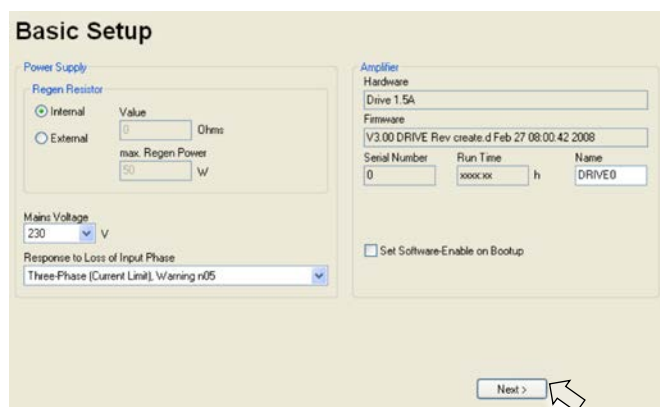 Basic Setup
Power Supply
Regen Resistor
Internal
External
Value
0 Ohms
max. Regen Power
50 W
Mains Voltage
230 V
Response to Loss of Input Phase
Three-Phase (Current Limit), Warning n05
Amplifier
Hardware
Drive 1.5A
Firmware
V3.00 DRIVE Rev create.d Feb 27 08:00:42 2008
Serial Number Run Time Name
0 xxxx:xx h DRIVE0
Set Software-Enable on Bootup
Next >